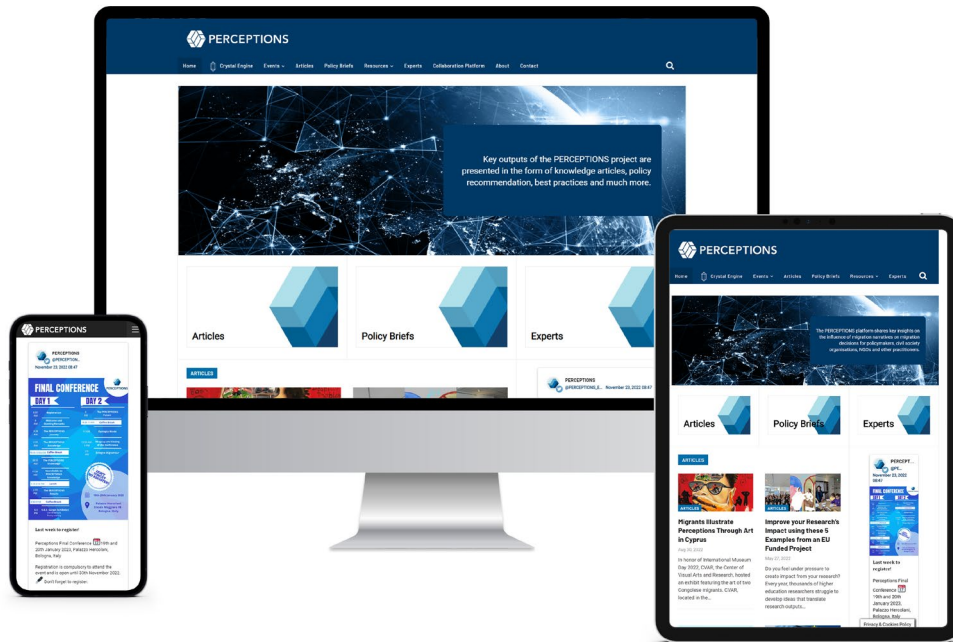 PERCEPTIONS
Home Crystal Engine Events Articles Policy Briefs Resources Experts Collaboration Platform About Contact
Key outputs of the PERCEPTIONS project are
presented in the form of knowledge articles, policy
recommendation, best practices and much more.
Articles
Policy Briefs
Experts
ARTICLES
PERCEPTIONS
November 23, 2022 08:47
PERCEPTIONS
PERCEPTIONS
@PERCEPTION...
November 23, 2022 08:47
FINAL CONFERENCE
DAY 1
DAY 2
Last week to register!
Perceptions Final Conference 19th and
20th January 2023, Palazzo Hercolani,
Bologna, Italy
Registration is compulsory to attend the
event and is open until 20th November 2022.
Don't forget to register.
PERCEPTIONS
Home Crystal Engine Events Articles Policy Briefs Resources Experts
The PERCEPTIONS platform shares key insights on
the influence of migration narratives on migration
decisions for policymakers, civil society
organisations, NGOs and other practitioners.
Articles
Policy Briefs
Experts
ARTICLES
ARTICLES
Migrants Illustrate
Perceptions Through Art
in Cyprus
In honor of International Museum
Day 2022, CVAR, the Center of
Visual Arts and Research, hosted
an exhibit featuring the art of two
Congolese migrants. CVAR,
located in the...
ARTICLES
Improve your Research's
Impact using these 5
Examples from an EU
Funded Project
May 27, 2022
Do you feel under pressure to
create impact from your research?
Every year, thousands of higher
education researchers struggle to
develop ideas that translate
research outputs...
PERCEPT...
November 23, 2022
08:47
FINAL CONFERENCE
Last week to
register!
Perceptions Final
Conference
19th and 20th
January 2023,
Palazzo Hercolani,
Bologna, Italy
Privacy & Cookies Policy